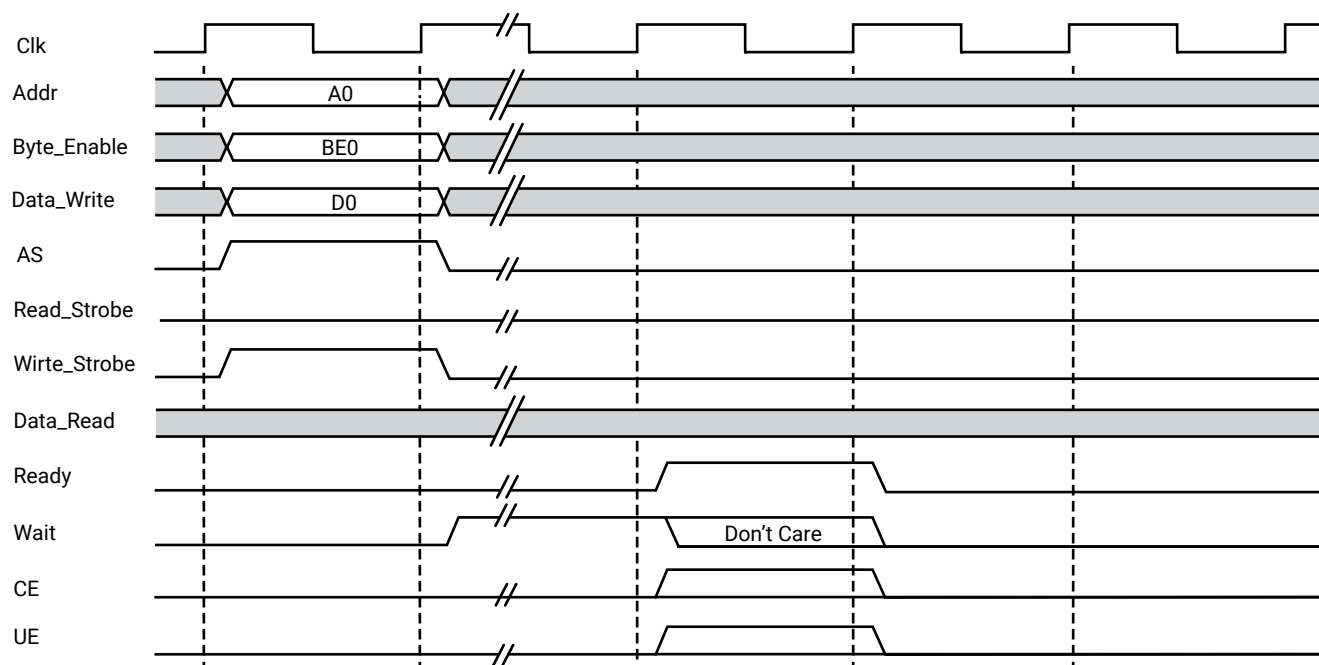 Clk
Addr
A0
Byte_Enable
BE0
Data_Write
D0
AS
Read_Strobe
Wirte_Strobe
Data_Read
Ready
Wait
Don't Care
CE
UE